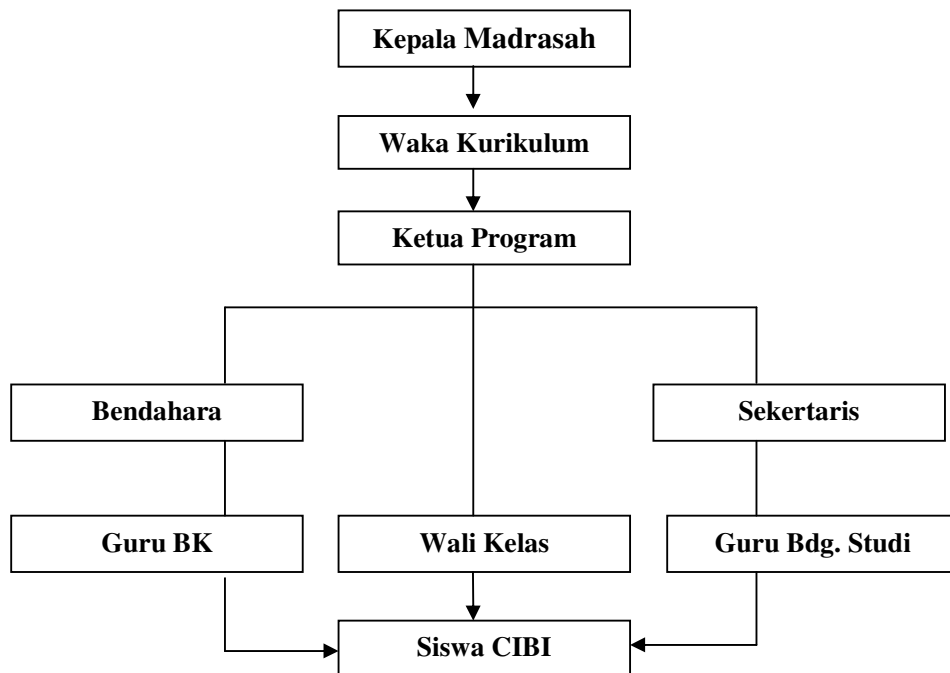 Kepala Madrasah
Waka Kurikulum
Ketua Program
Bendahara
Sekertaris
Guru BK
Wali Kelas
Guru Bdg. Studi
Siswa CIBI